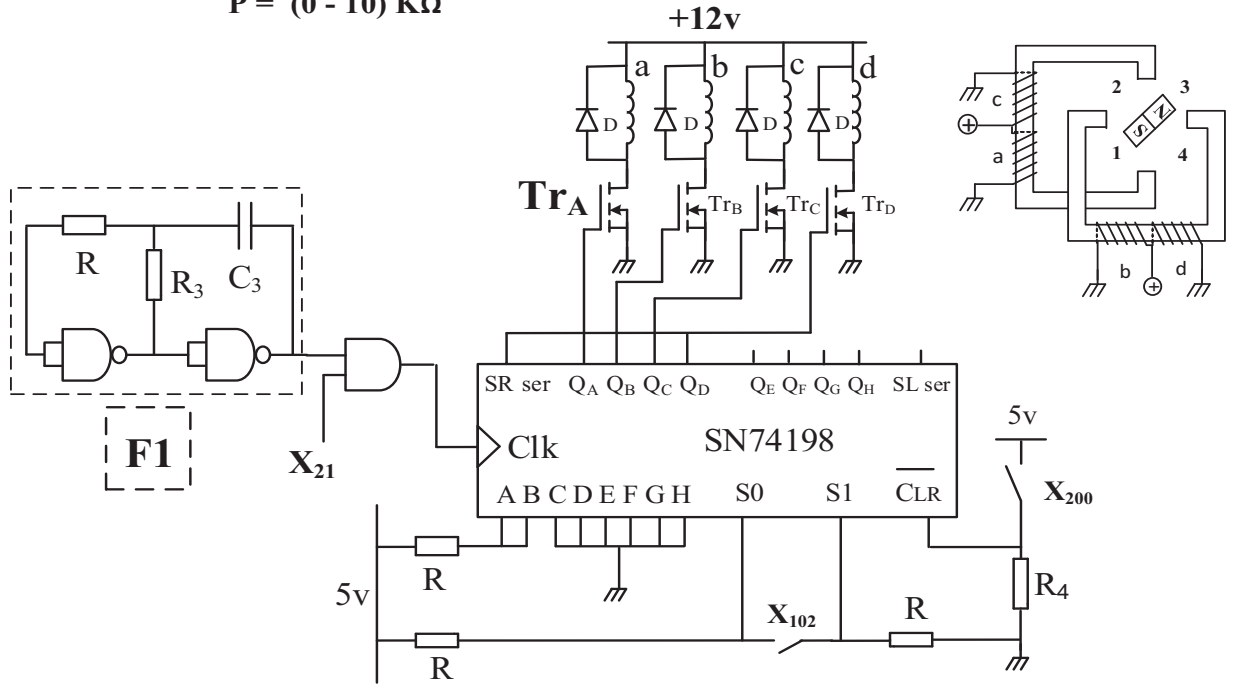 P = (0 - 10) KΩ
+12v
a b c d
D D D D
TrA TrB TrC TrD
2 3
1 4
S N
c
a
b d
R
R3
C3
F1
X21
SR ser QA QB QC QD QE QF QG QH SL ser
Clk
SN74198
A B C D E F G H S0 S1 CLR
5v
X200
R4
5v
R
R
X102
R